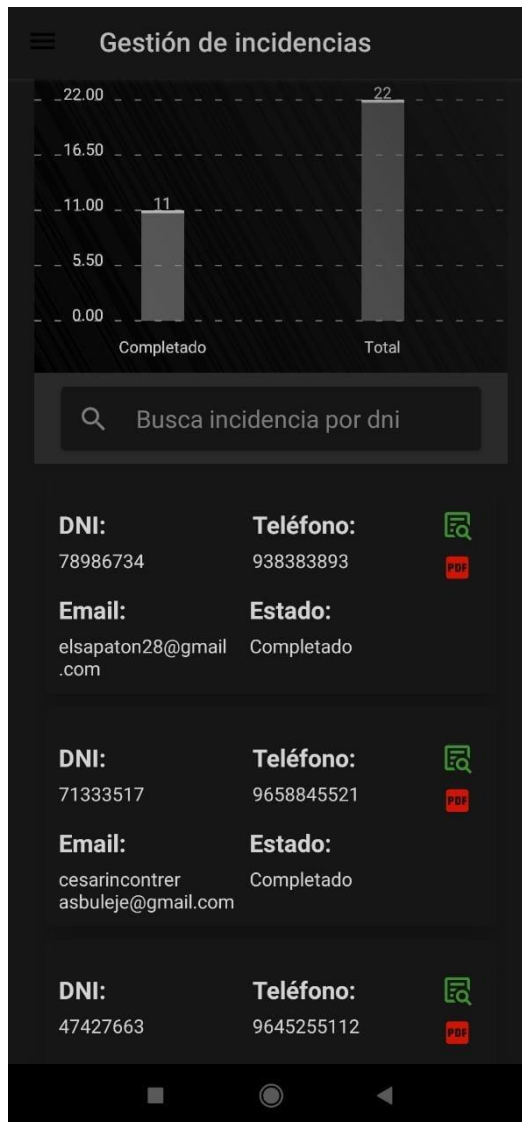 Gestión de incidencias
22.00
22
16.50
11.00
11
5.50
0.00
Completado Total
Busca incidencia por dni
DNI: Teléfono:
78986734 938383893
PDF
Email: Estado:
elsapaton28@gmail Completado
.com
DNI: Teléfono:
71333517 9658845521
PDF
Email: Estado:
cesarincontrer Completado
asbuleje@gmail.com
DNI: Teléfono:
47427663 9645255112
PDF